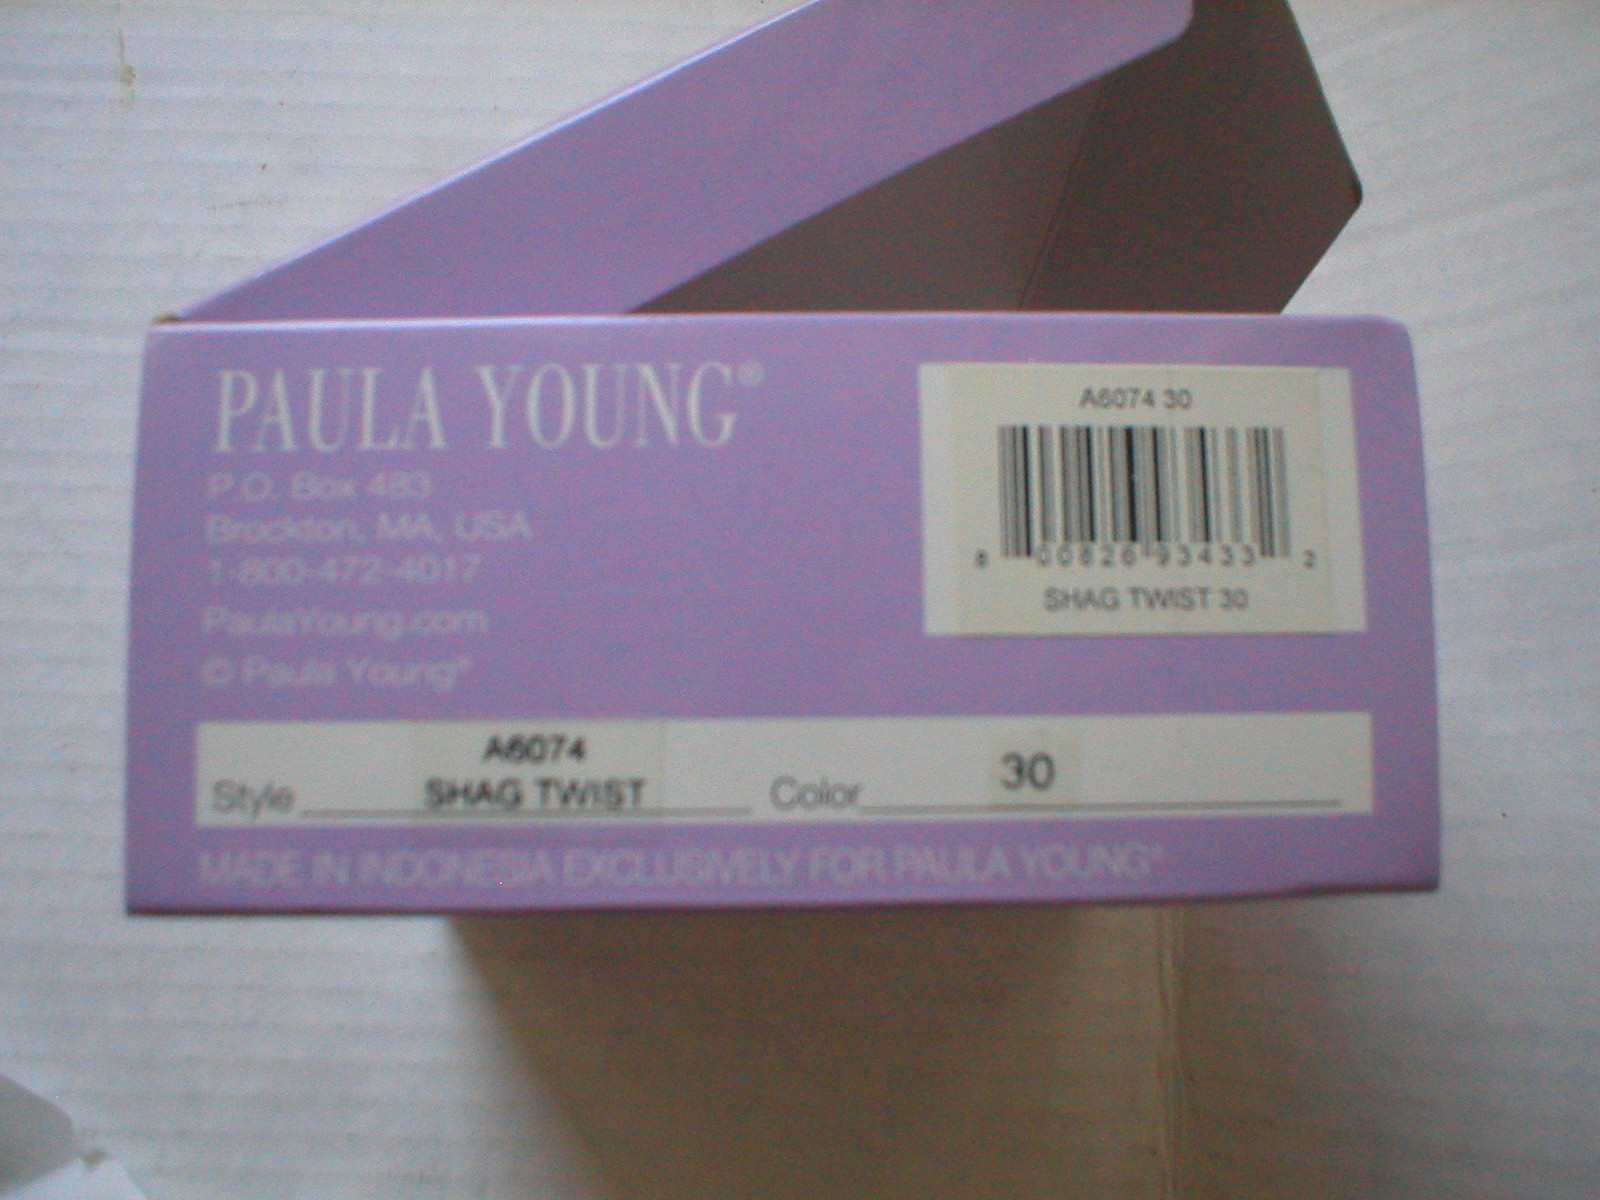 PAULA YOUNG®
P.O. Box 483
Brockton, MA, USA
1-800-472-4017
PaulaYoung.com
© Paula Young®
A6074 30
8 00826 93433 2
SHAG TWIST 30
A6074
Style SHAG TWIST Color 30
MADE IN INDONESIA EXCLUSIVELY FOR PAULA YOUNG®